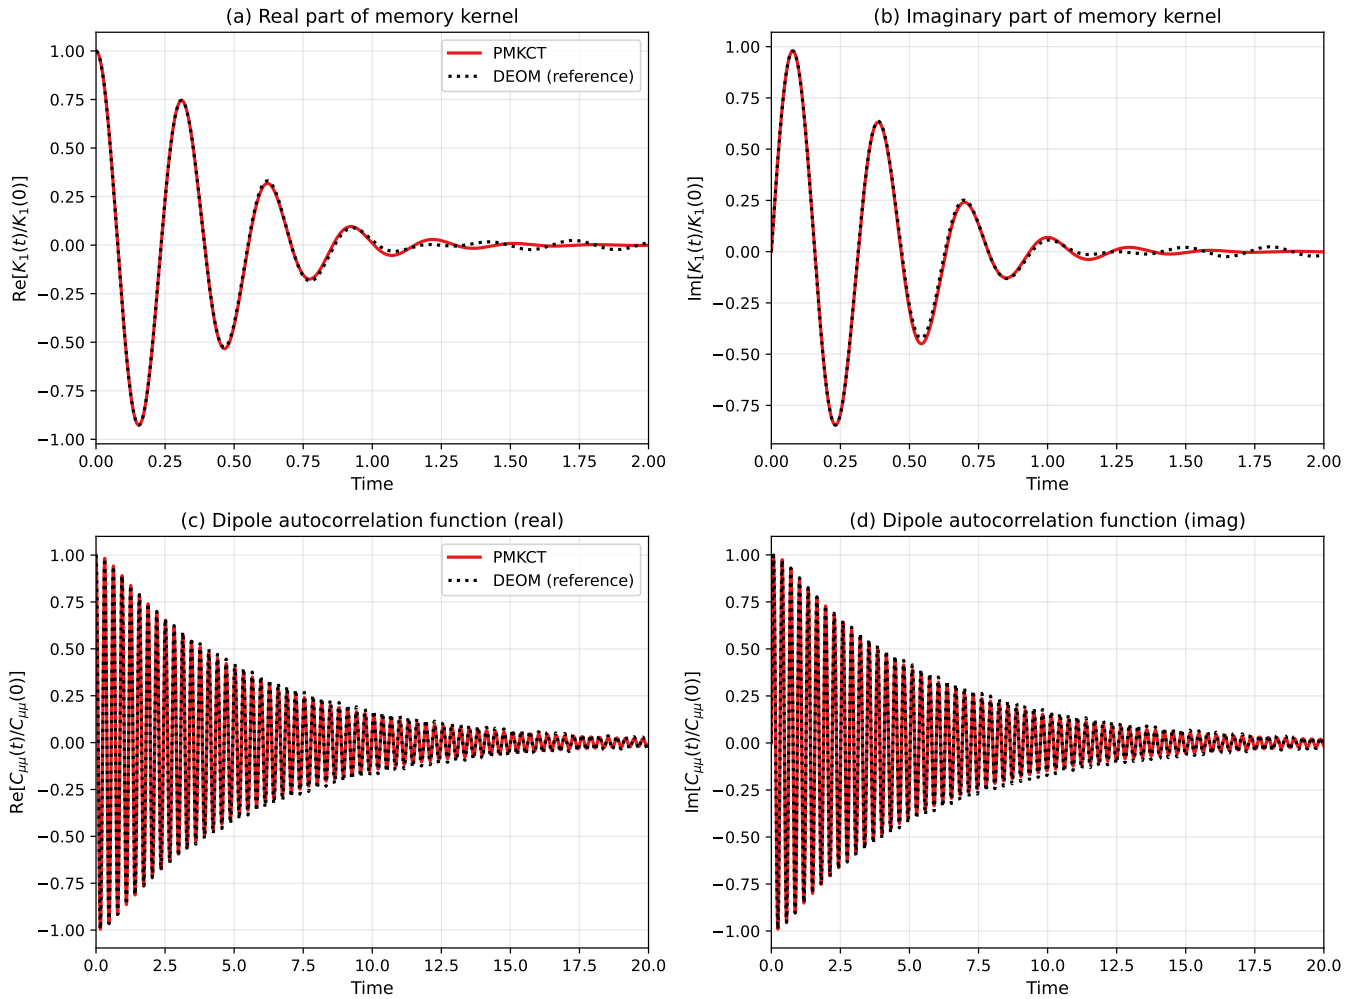 (a) Real part of memory kernel
Re[K₁(t)/K₁(0)]
1.00
0.75
0.50
0.25
0.00
−0.25
−0.50
−0.75
−1.00
PMKCT
DEOM (reference)
0.00 0.25 0.50 0.75 1.00 1.25 1.50 1.75 2.00
Time
(b) Imaginary part of memory kernel
Im[K₁(t)/K₁(0)]
1.00
0.75
0.50
0.25
0.00
−0.25
−0.50
−0.75
0.00 0.25 0.50 0.75 1.00 1.25 1.50 1.75 2.00
Time
(c) Dipole autocorrelation function (real)
Re[Cμμ(t)/Cμμ(0)]
1.00
0.75
0.50
0.25
0.00
−0.25
−0.50
−0.75
−1.00
PMKCT
DEOM (reference)
0.0 2.5 5.0 7.5 10.0 12.5 15.0 17.5 20.0
Time
(d) Dipole autocorrelation function (imag)
Im[Cμμ(t)/Cμμ(0)]
1.00
0.75
0.50
0.25
0.00
−0.25
−0.50
−0.75
−1.00
0.0 2.5 5.0 7.5 10.0 12.5 15.0 17.5 20.0
Time